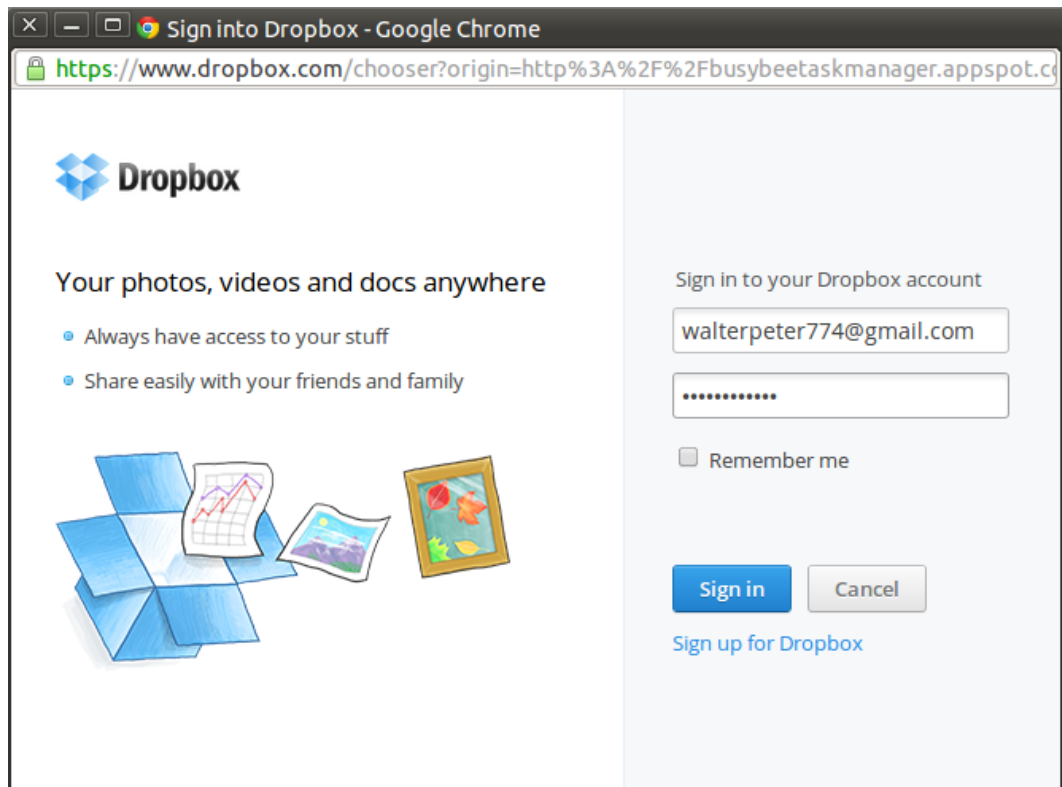 Sign into Dropbox - Google Chrome
https://www.dropbox.com/chooser?origin=http%3A%2F%2Fbusybeetaskmanager.appspot.co
Dropbox
Your photos, videos and docs anywhere
Always have access to your stuff
Share easily with your friends and family
Sign in to your Dropbox account
walterpeter774@gmail.com
••••••••••••
Remember me
Sign in Cancel
Sign up for Dropbox